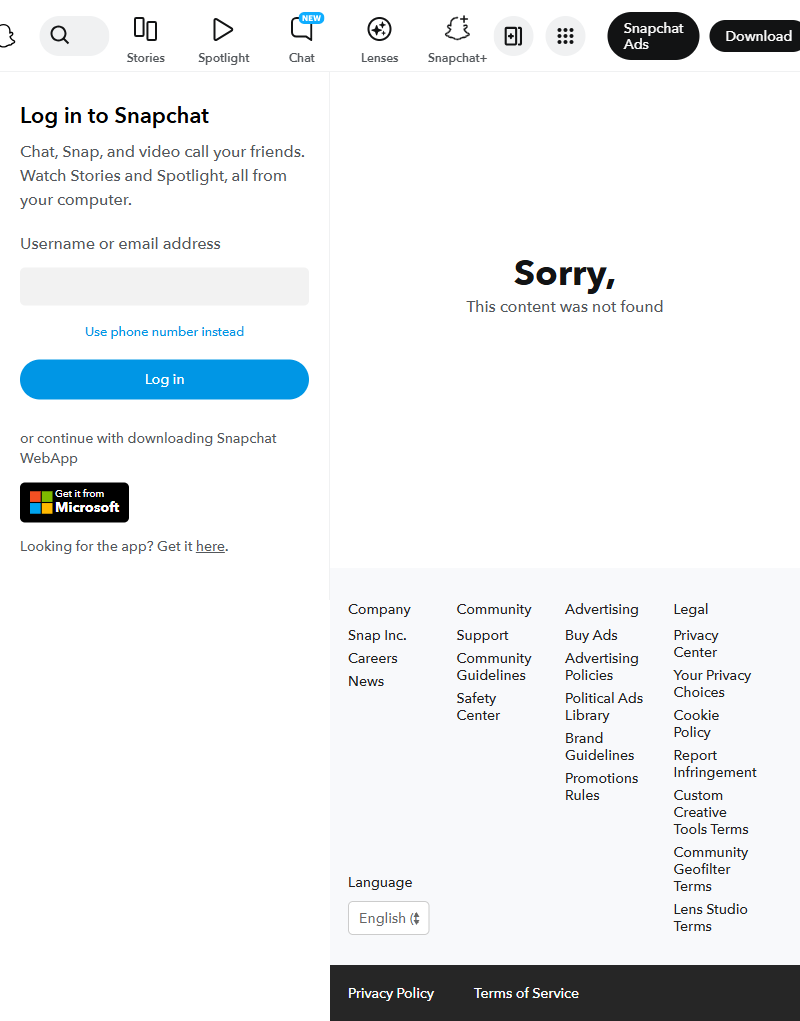 Stories
Spotlight
NEW
Chat
Lenses
Snapchat+
Snapchat
Ads
Download
Log in to Snapchat
Chat, Snap, and video call your friends.
Watch Stories and Spotlight, all from
your computer.
Username or email address
Use phone number instead
Log in
or continue with downloading Snapchat
WebApp
Get it from
Microsoft
Looking for the app? Get it here.
Sorry,
This content was not found
Company
Snap Inc.
Careers
News
Community
Support
Community
Guidelines
Safety
Center
Advertising
Buy Ads
Advertising
Policies
Political Ads
Library
Brand
Guidelines
Promotions
Rules
Legal
Privacy
Center
Your Privacy
Choices
Cookie
Policy
Report
Infringement
Custom
Creative
Tools Terms
Community
Geofilter
Terms
Lens Studio
Terms
Language
English (
Privacy Policy
Terms of Service